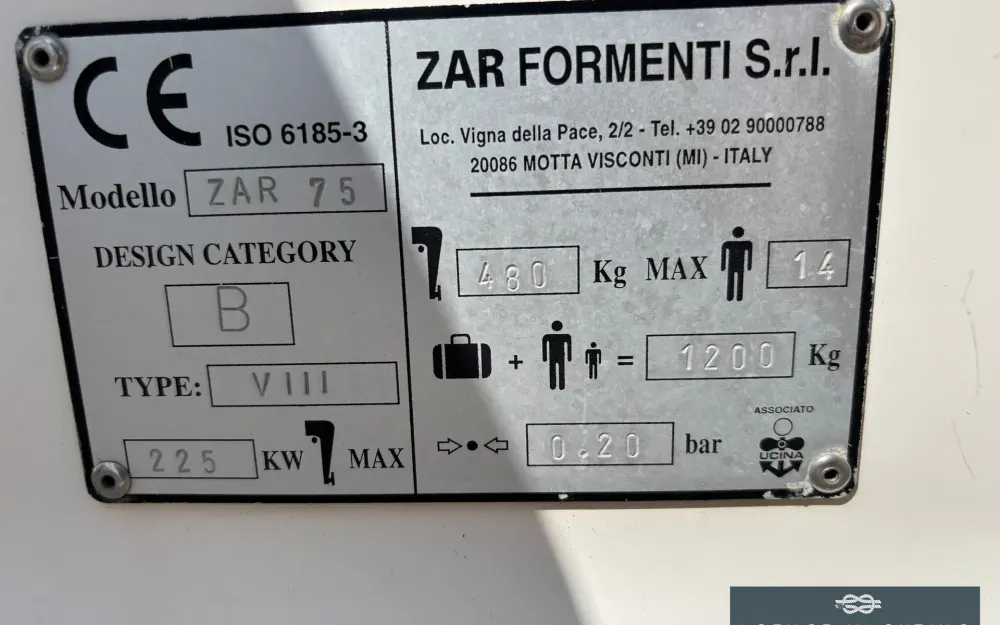 CE ISO 6185-3
Modello ZAR 75
DESIGN CATEGORY
B
TYPE: VIII
225 KW MAX
ZAR FORMENTI S.r.l.
Loc. Vigna della Pace, 2/2 - Tel. +39 02 90000788
20086 MOTTA VISCONTI (MI) - ITALY
480 Kg MAX 14
+ = 1200 Kg
0.20 bar
ASSOCIATO
UCINA